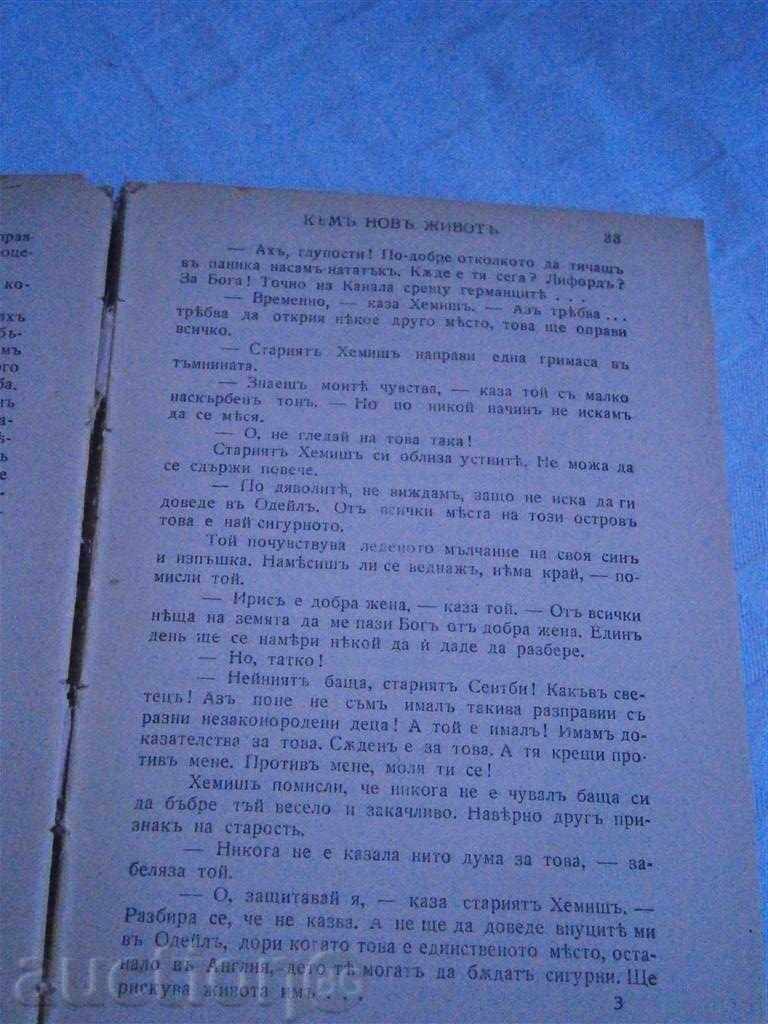 КЪМЪ НОВЪ ЖИВОТЪ 33
— Ахъ, глупости! По-добре отколкото да тичашъ
въ паника насамъ-нататъкъ. Кѫде е тя сега? Лифордъ?
За Бога! Точно на Канала срещу германцитѣ . . .
— Временно, — каза Хемишъ. — Азъ трѣбва . . .
трѣбва да открия нѣкое друго мѣсто, това ще оправи
всичко.
— Стариятъ Хемишъ направи една гримаса въ
тъмнината.
— Знаешъ моитѣ чувства, — каза той съ малко
наскърбенъ тонъ. — Но по никой начинъ не искамъ
да се мѣся.
— О, не гледай на това така!
Стариятъ Хемишъ си облиза устнитѣ. Не можа да
се сдържи повече.
— По дяволитѣ, не виждамъ, защо не иска да ги
доведе въ Одейлъ. Отъ всички мѣста на този островъ
това е най сигурното.
Той почувствува леденото мълчание на своя синъ
и изпъшка. Намѣсишъ ли се веднажъ, нѣма край, — по-
мисли той.
— Ирисъ е добра жена, — каза той. — Отъ всички
нѣща на земята да ме пази Богъ отъ добра жена. Единъ
день ще се намѣри нѣкой да ѝ даде да разбере.
— Но, татко!
— Нейниятъ баща, стариятъ Сентби! Какъвъ све-
тецъ! Азъ поне не съмъ ималъ такива разправии съ
разни незаконородени деца! А той е ималъ! Имамъ до-
казателства за това. Сѫденъ е за това. А тя крещи про-
тивъ мене. Противъ мене, моля ти се!
Хемишъ помисли, че никога не е чувалъ баща си
да бъбре тъй весело и закачливо. Навѣрно другъ при-
знакъ на старость.
— Никога не е казала нито дума за това, — за-
беляза той.
— О, защитавай я, — каза стариятъ Хемишъ. —
Разбира се, че не казва. А не ще да доведе внуцитѣ ми
въ Одейлъ, дори когато това е единственото мѣсто, оста-
нало въ Англия, дето тѣ могатъ да бѫдатъ сигурни. Ще
рискува живота имъ . . .
3